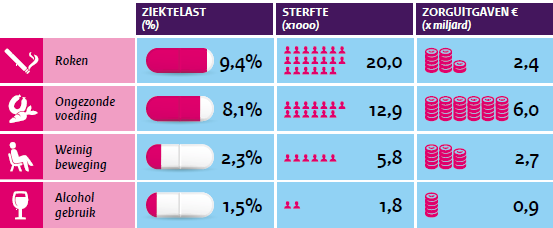 ZIEKTELAST STERFTE ZORGUITGAVEN €
(%) (x1000) (x miljard)
Roken 9,4% 20,0 2,4
Ongezonde
voeding 8,1% 12,9 6,0
Weinig
beweging 2,3% 5,8 2,7
Alcohol
gebruik 1,5% 1,8 0,9